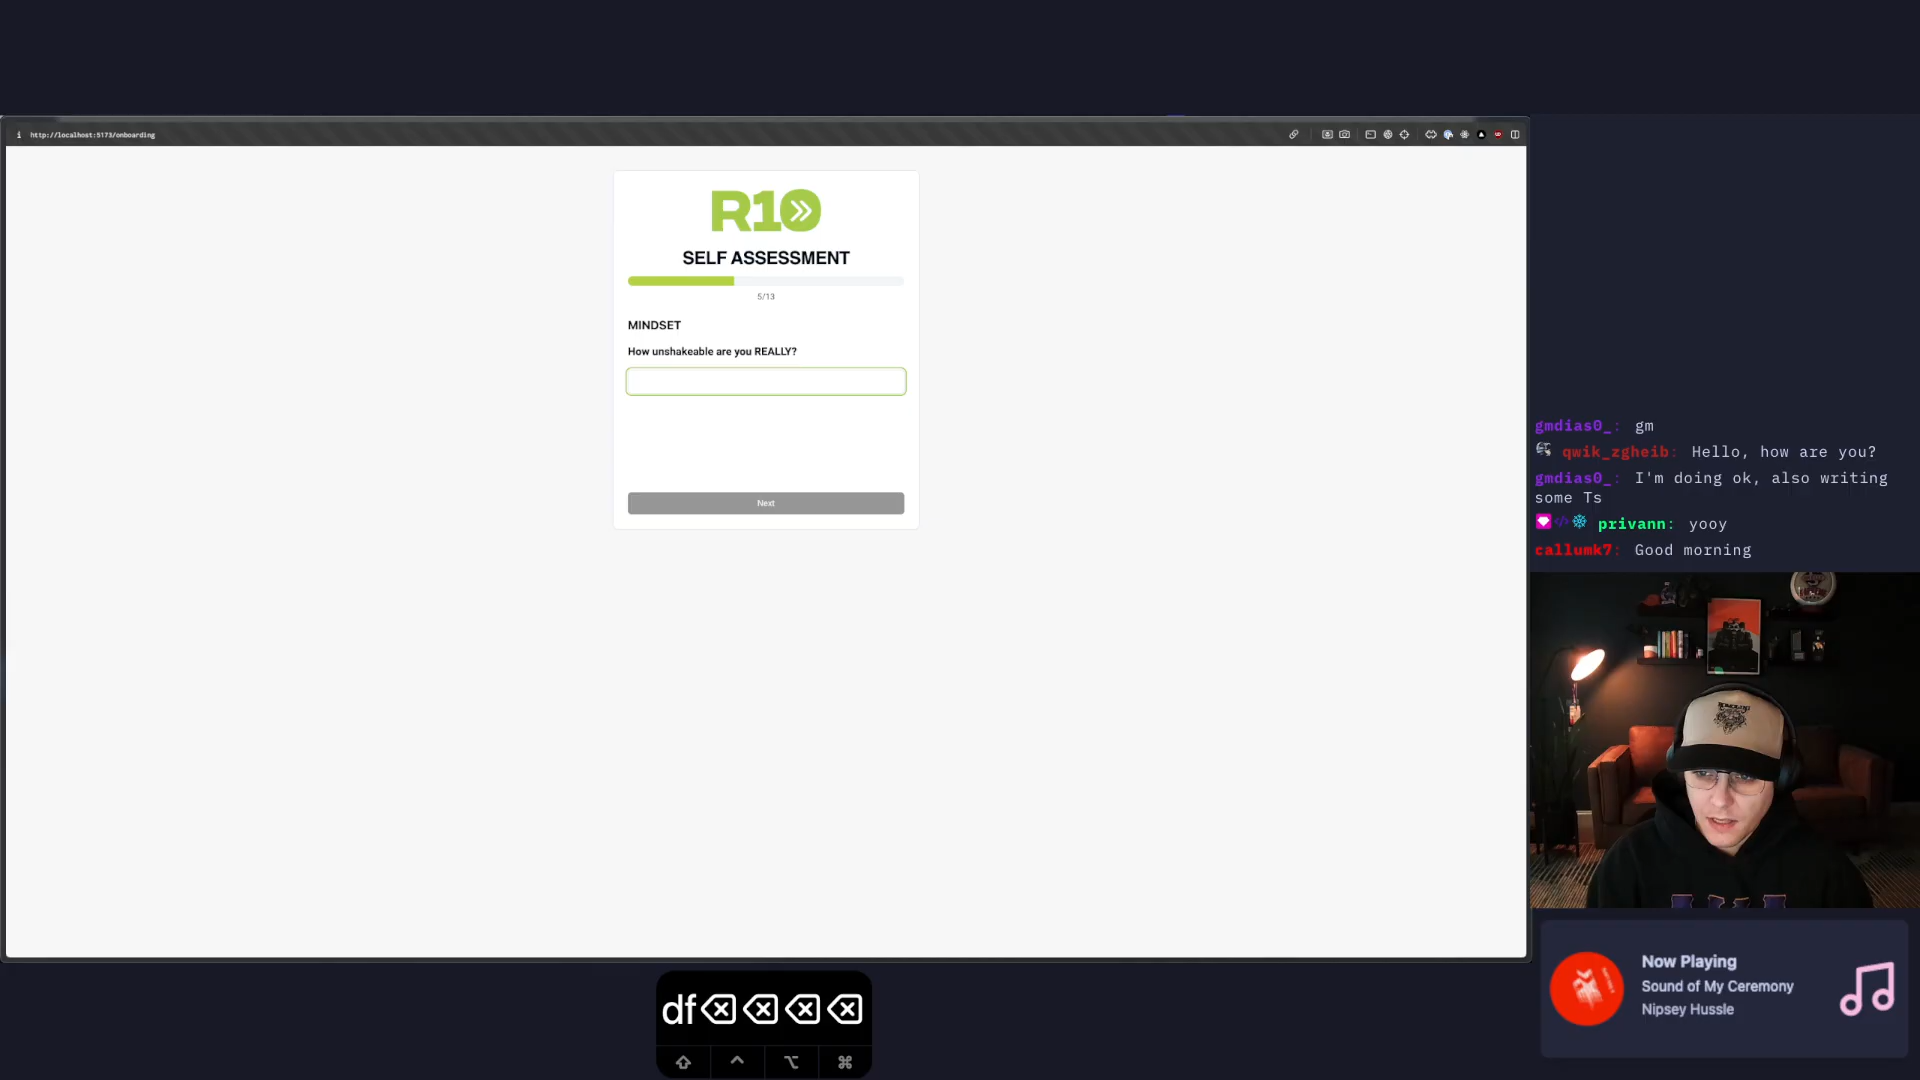 http://localhost:5173/onboarding
R10
SELF ASSESSMENT
5/13
MINDSET
How unshakeable are you REALLY?
Next
gmdias0_: gm
qwik_zgheib: Hello, how are you?
gmdias0_: I'm doing ok, also writing
some Ts
privann: yooy
callumk7: Good morning
Now Playing
Sound of My Ceremony
Nipsey Hussle
df⌫⌫⌫⌫
⇧ ⌃ ⌥ ⌘